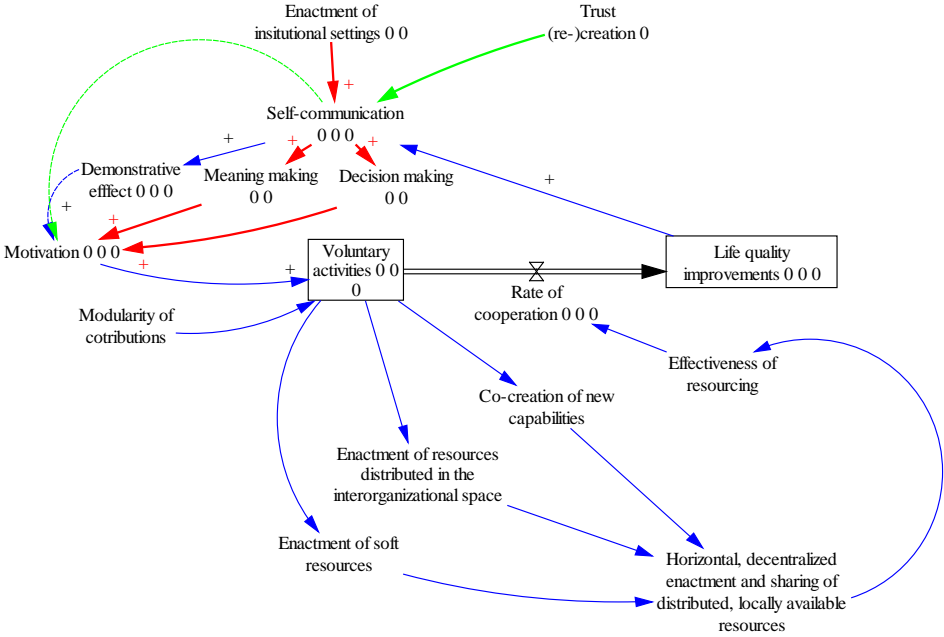 Enactment of
insitutional settings 0 0
Trust
(re-)creation 0
+
Self-communication
0 0 0
+
+
+
Demonstrative
efffect 0 0 0
Meaning making
0 0
Decision making
0 0
+
+
+
Motivation 0 0 0
+
+
Voluntary
activities 0 0
0
Life quality
improvements 0 0 0
Rate of
cooperation 0 0 0
Modularity of
cotributions
Effectiveness of
resourcing
Co-creation of new
capabilities
Enactment of resources
distributed in the
interorganizational space
Enactment of soft
resources
Horizontal, decentralized
enactment and sharing of
distributed, locally available
resources